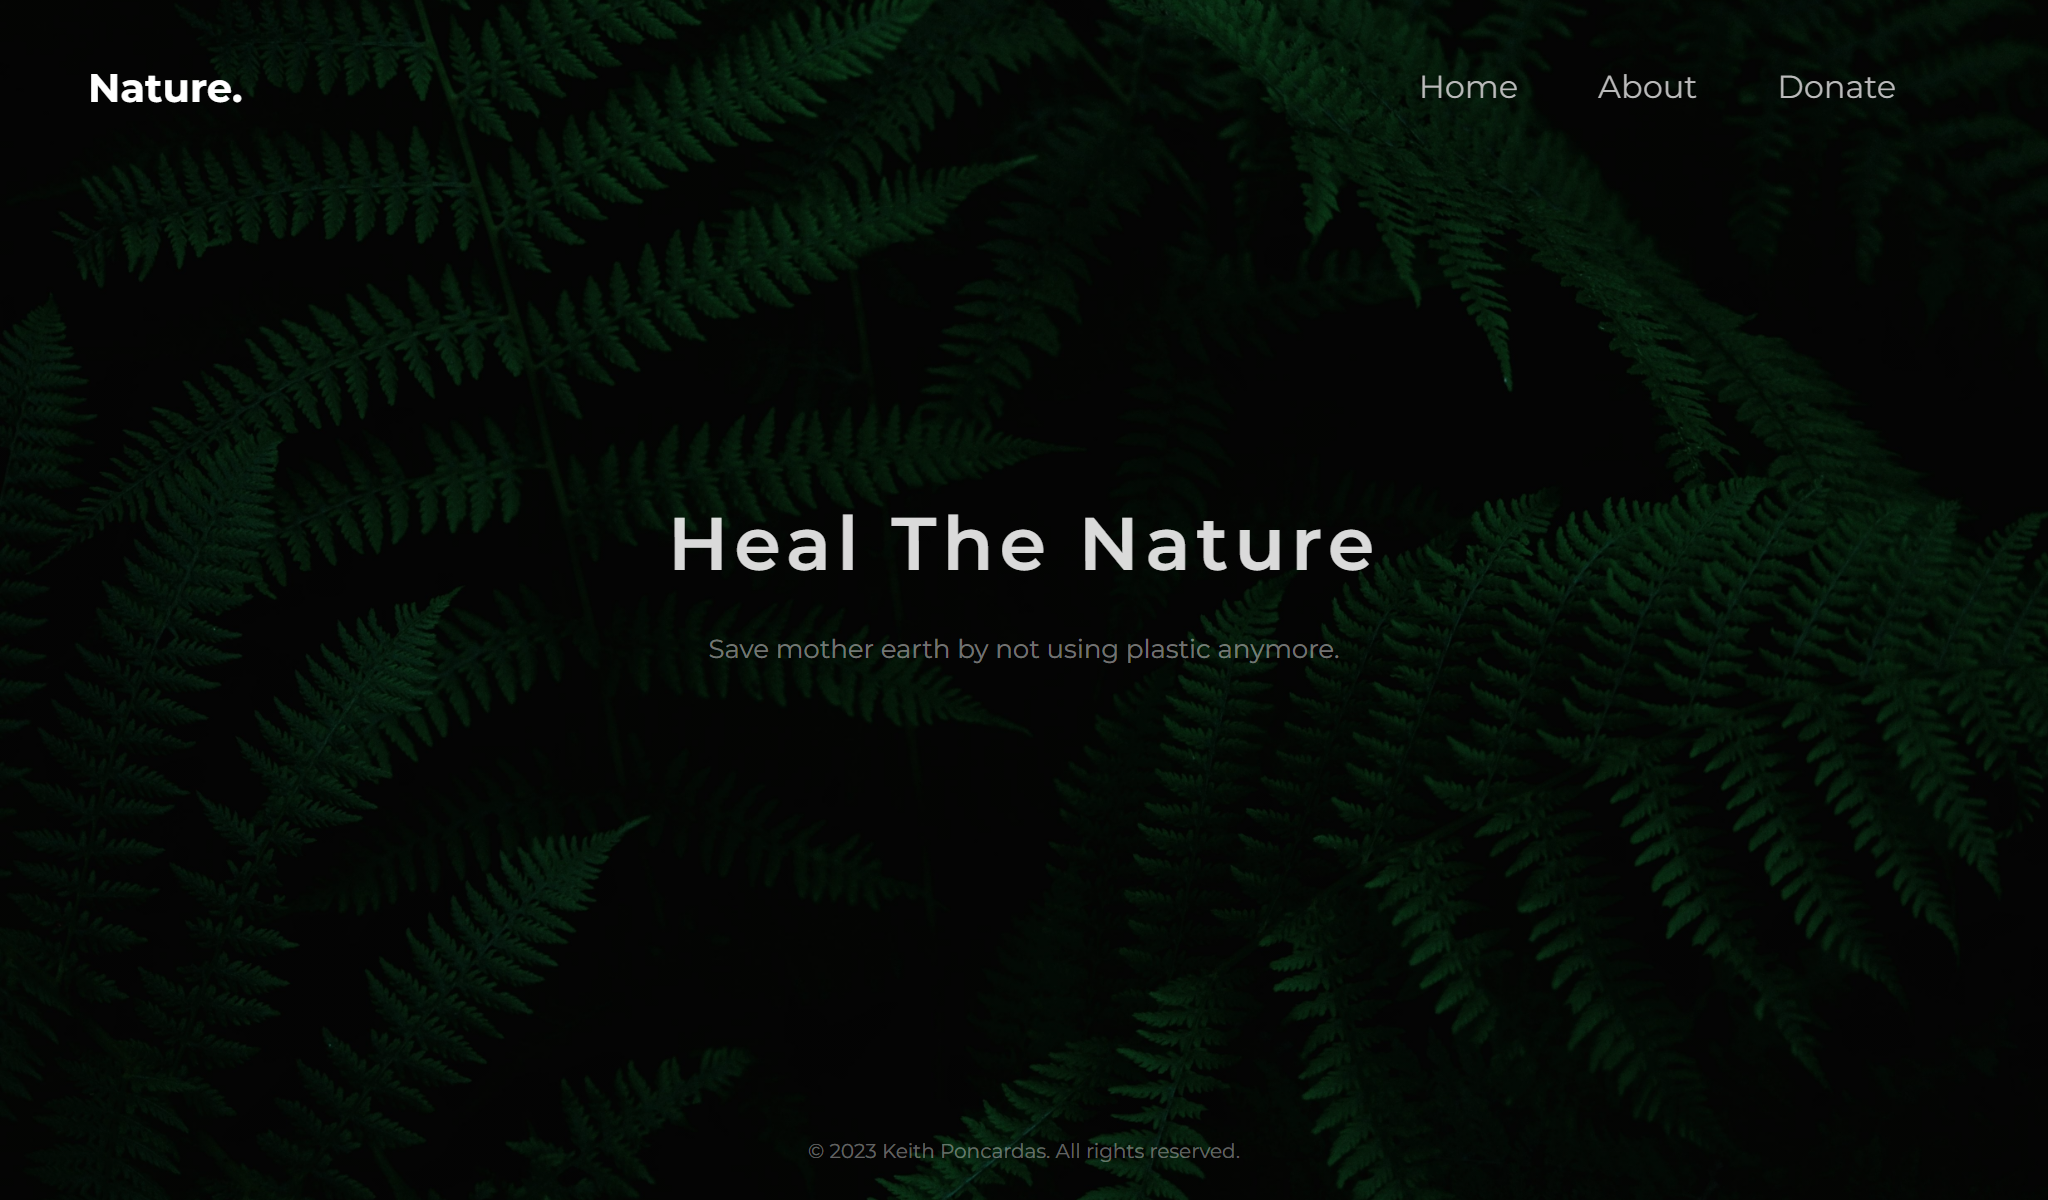 Nature.
Home About Donate
Heal The Nature
Save mother earth by not using plastic anymore.
© 2023 Keith Poncardas. All rights reserved.